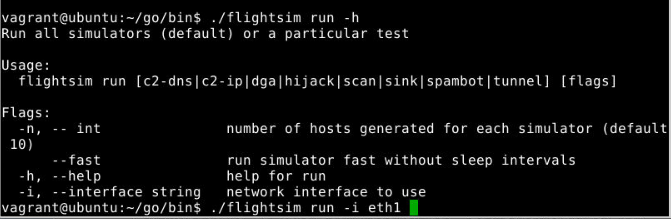 vagrant@ubuntu:~/go/bin$ ./flightsim run -h
Run all simulators (default) or a particular test
Usage:
  flightsim run [c2-dns|c2-ip|dga|hijack|scan|sink|spambot|tunnel] [flags]
Flags:
  -n, -- int                number of hosts generated for each simulator (default
 10)
      --fast                run simulator fast without sleep intervals
  -h, --help                help for run
  -i, --interface string    network interface to use
vagrant@ubuntu:~/go/bin$ ./flightsim run -i eth1